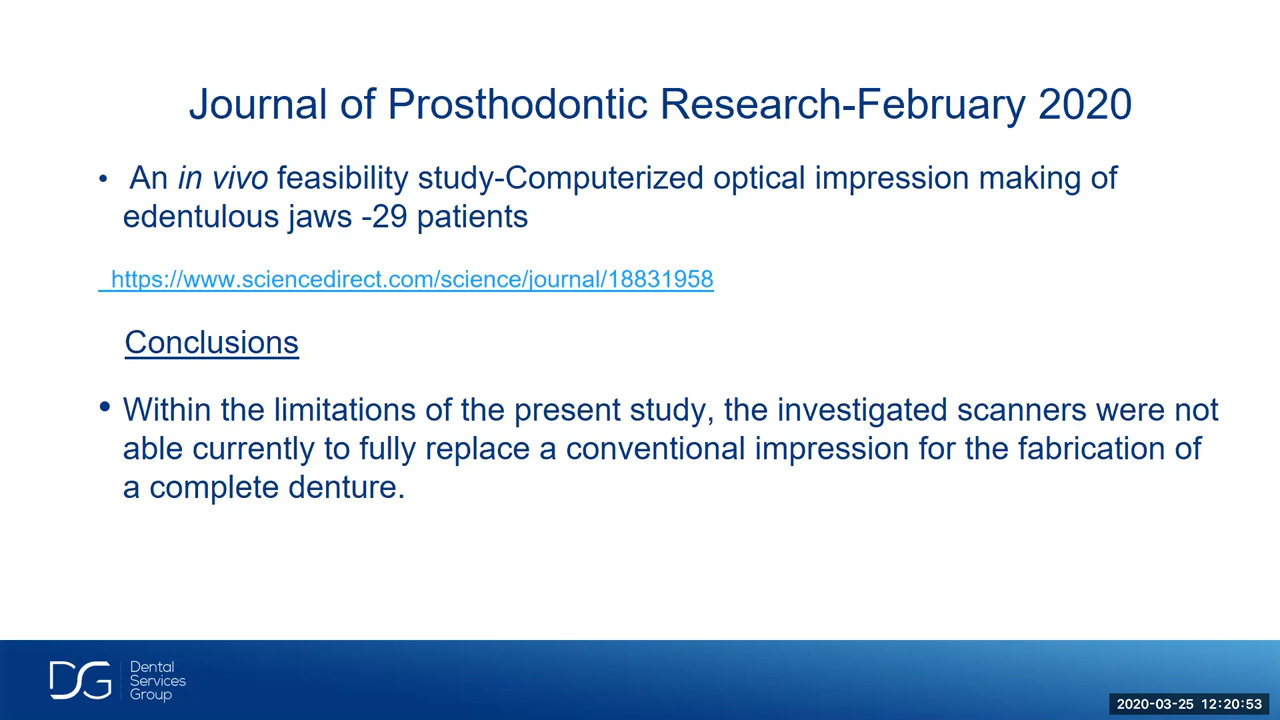 Journal of Prosthodontic Research-February 2020
• An in vivo feasibility study-Computerized optical impression making of
edentulous jaws -29 patients
https://www.sciencedirect.com/science/journal/18831958
Conclusions
• Within the limitations of the present study, the investigated scanners were not
able currently to fully replace a conventional impression for the fabrication of
a complete denture.
DSG
Dental
Services
Group
2020-03-25 12:20:53